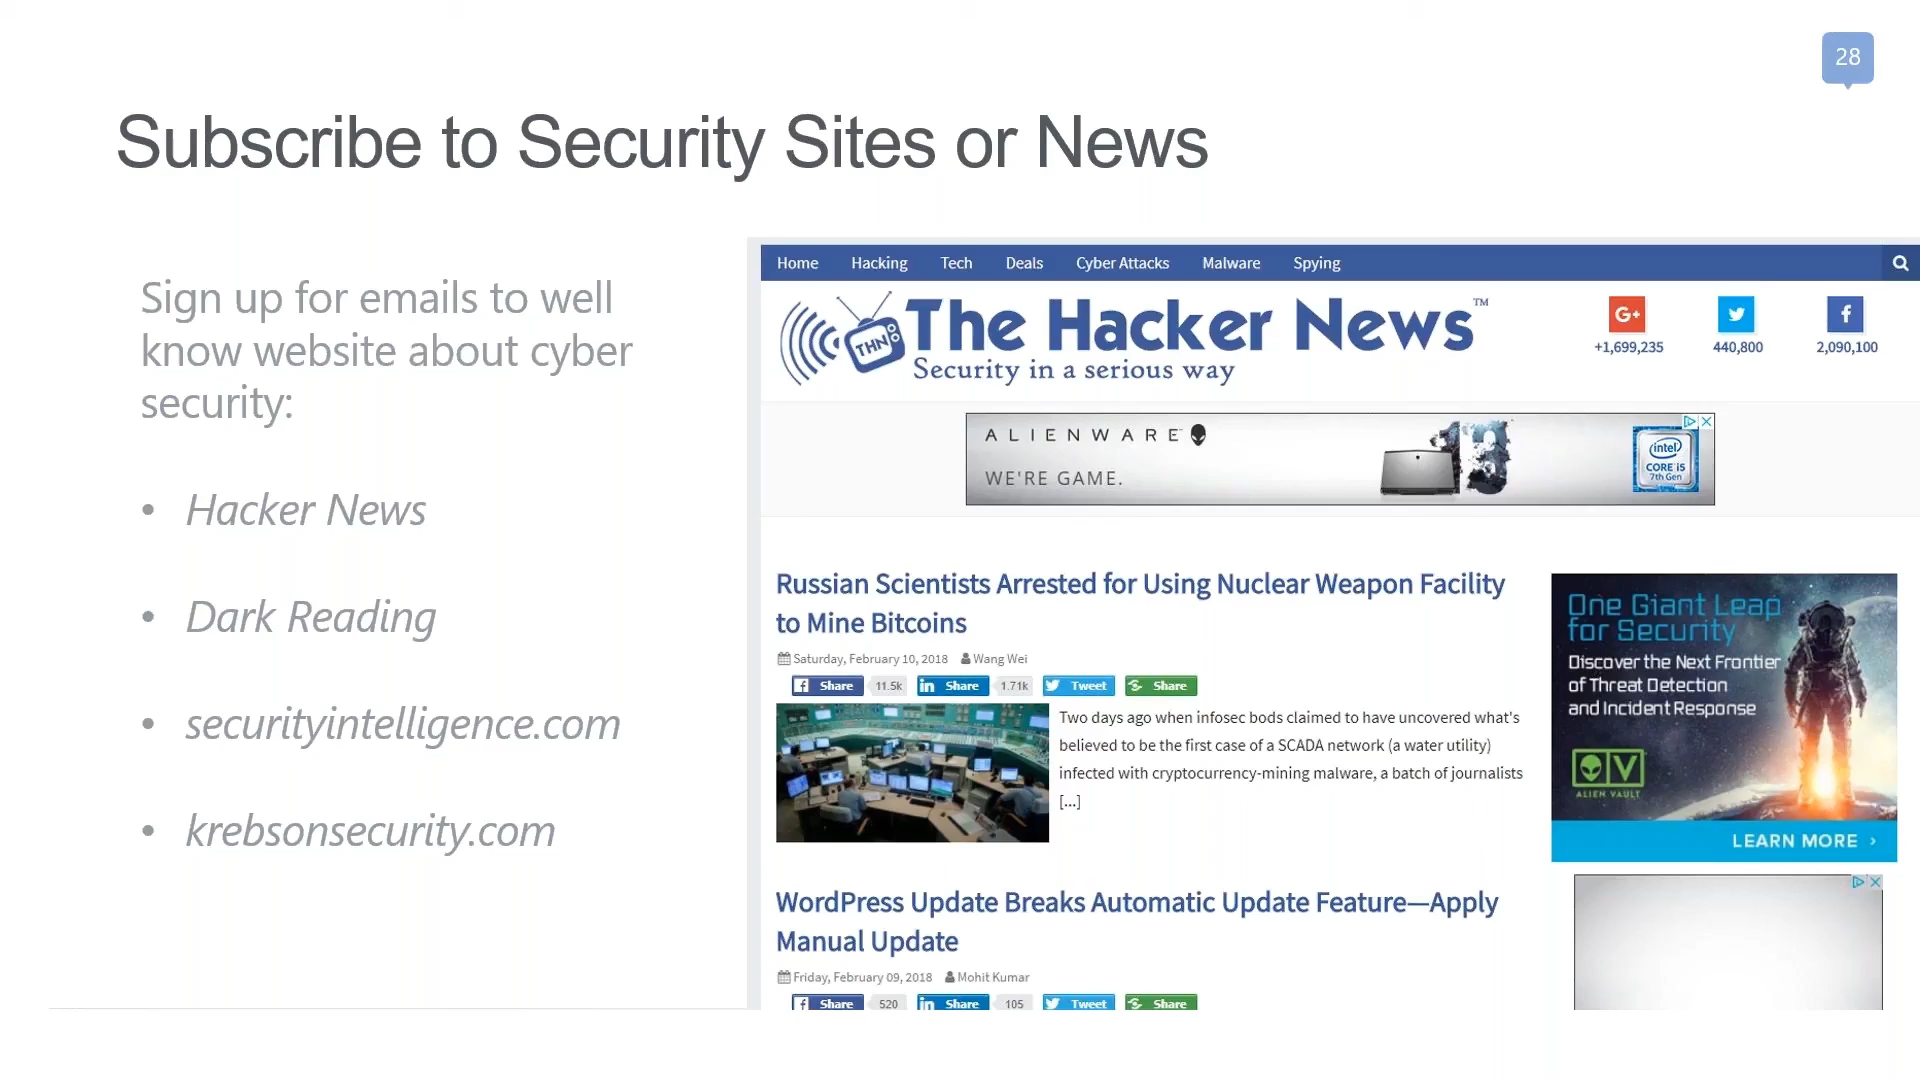 28
Subscribe to Security Sites or News
Sign up for emails to well
know website about cyber
security:
• Hacker News
• Dark Reading
• securityintelligence.com
• krebsonsecurity.com
Home Hacking Tech Deals Cyber Attacks Malware Spying
THN
The Hacker News™
Security in a serious way
G+
+1,699,235 440,800 2,090,100
ALIENWARE
WE'RE GAME.
intel
CORE i5
7th Gen
Russian Scientists Arrested for Using Nuclear Weapon Facility
to Mine Bitcoins
Saturday, February 10, 2018 Wang Wei
Share 11.5k in Share 1.71k Tweet Share
Two days ago when infosec bods claimed to have uncovered what's
believed to be the first case of a SCADA network (a water utility)
infected with cryptocurrency-mining malware, a batch of journalists
[...]
WordPress Update Breaks Automatic Update Feature—Apply
Manual Update
Friday, February 09, 2018 Mohit Kumar
Share 520 in Share 105 Tweet Share
One Giant Leap
for Security
Discover the Next Frontier
of Threat Detection
and Incident Response
ALIEN VAULT
LEARN MORE ›